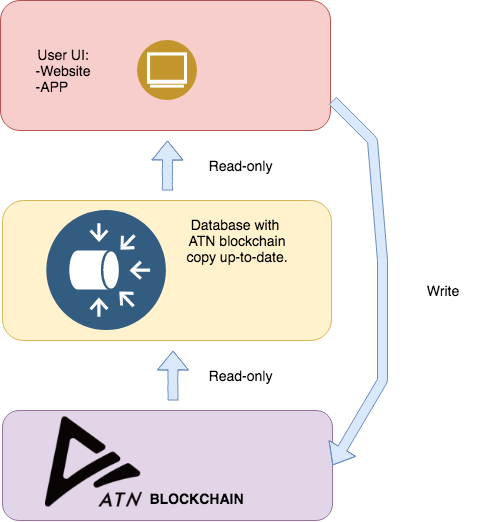 User UI:
-Website
-APP
Read-only
Database with
ATN blockchain
copy up-to-date.
Write
Read-only
ATN BLOCKCHAIN